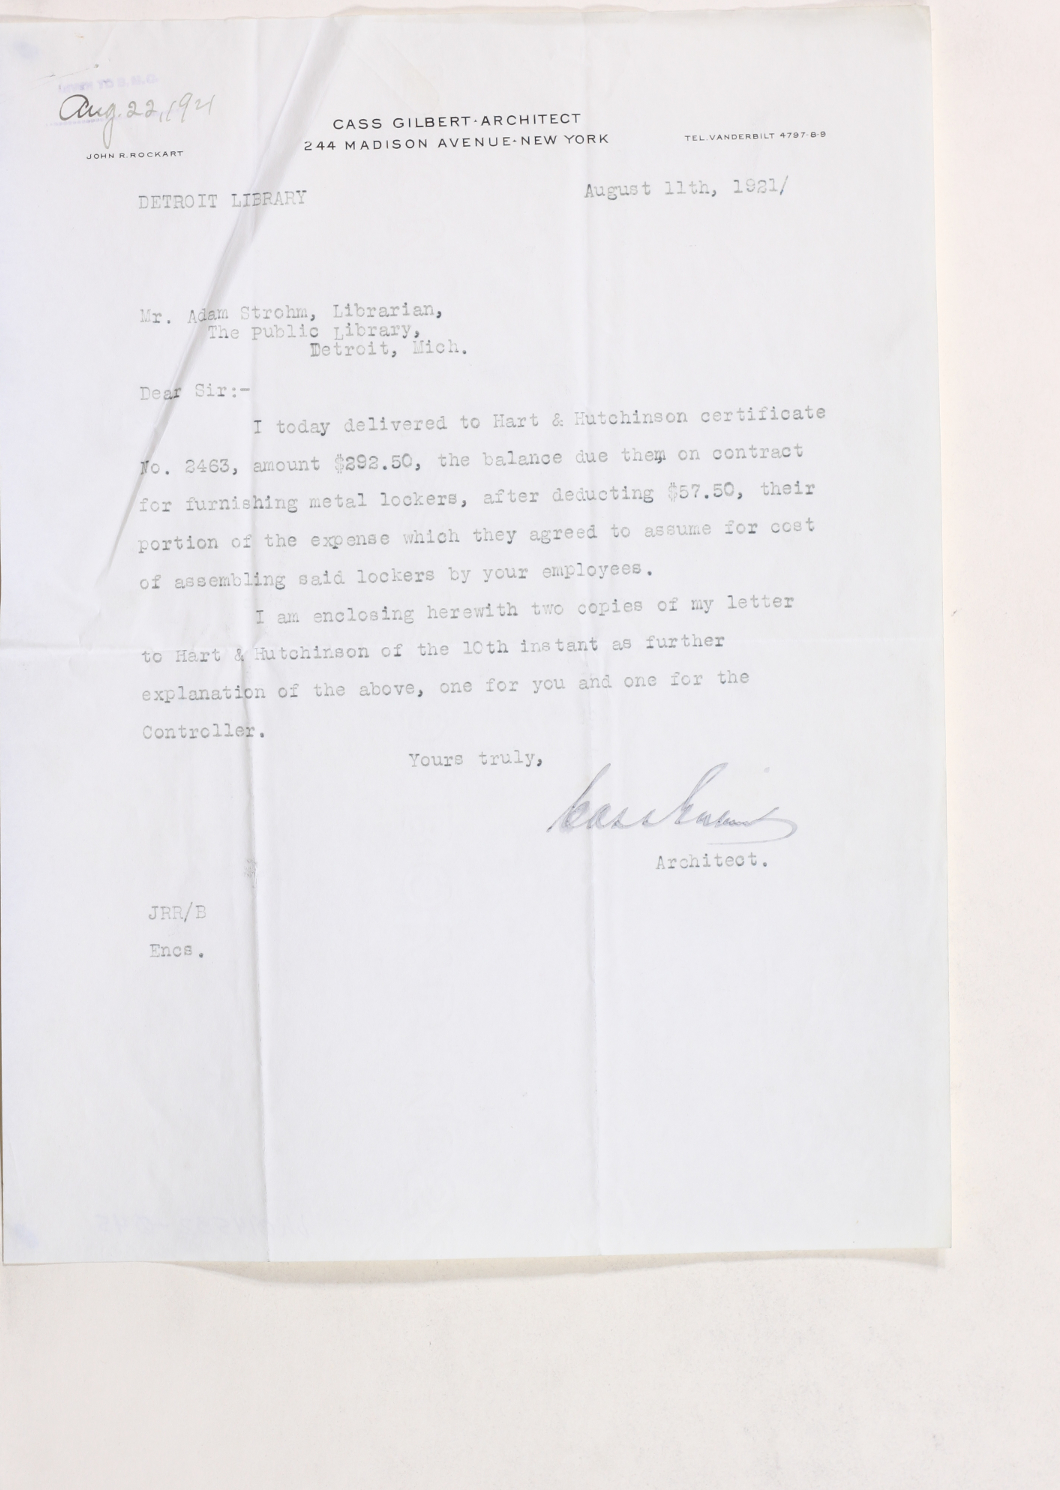 Aug. 22, 1921
CASS GILBERT·ARCHITECT
244 MADISON AVENUE·NEW YORK
TEL. VANDERBILT 4797-8-9
JOHN R. ROCKART
DETROIT LIBRARY
August 11th, 1921/
Mr. Adam Strohm, Librarian,
The Public Library,
Detroit, Mich.
Dear Sir:-
I today delivered to Hart & Hutchinson certificate
No. 2463, amount $292.50, the balance due them on contract
for furnishing metal lockers, after deducting $57.50, their
portion of the expense which they agreed to assume for cost
of assembling said lockers by your employees.
I am enclosing herewith two copies of my letter
to Hart & Hutchinson of the 10th instant as further
explanation of the above, one for you and one for the
Controller.
Yours truly,
Cass Gilbert
Architect.
JRR/B
Encs.